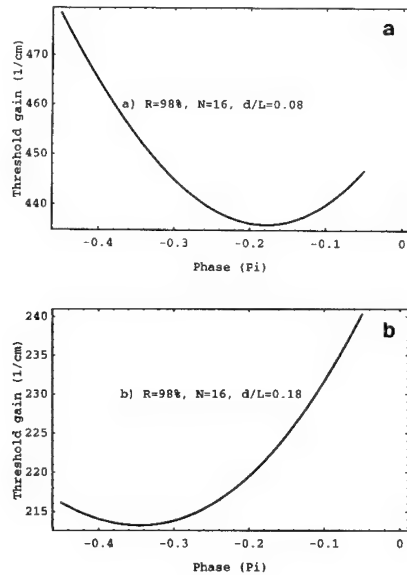 a
Threshold gain (1/cm)
470
460
450
440
a) R=98%, N=16, d/L=0.08
-0.4 -0.3 -0.2 -0.1 0
Phase (Pi)
b
Threshold gain (1/cm)
240
235
230
225
220
215
b) R=98%, N=16, d/L=0.18
-0.4 -0.3 -0.2 -0.1 0
Phase (Pi)